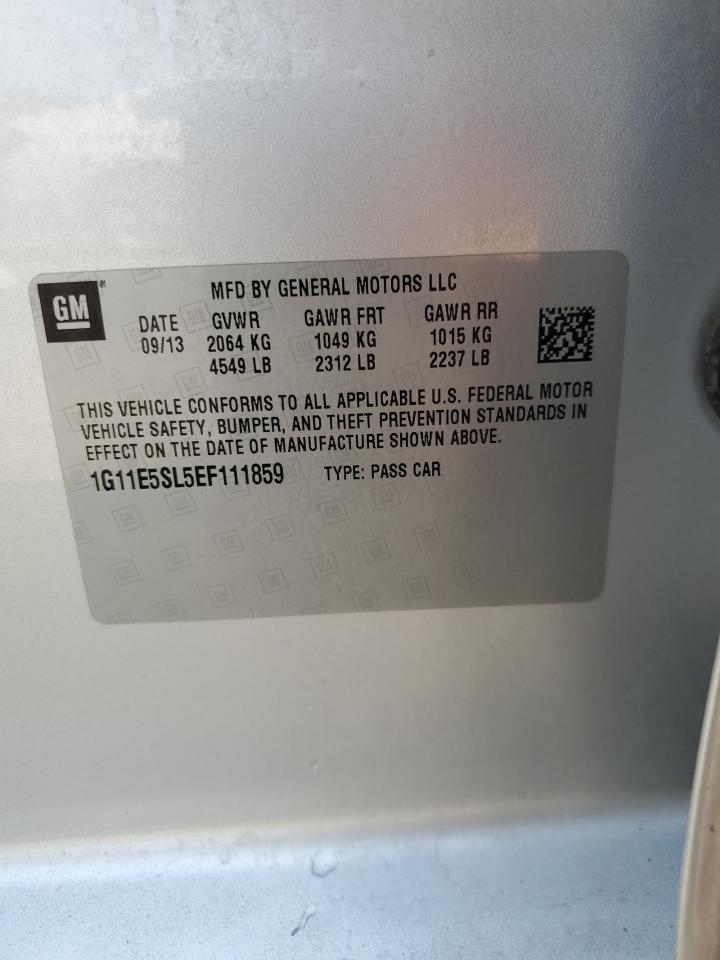 GM®
MFD BY GENERAL MOTORS LLC
DATE GVWR GAWR FRT GAWR RR
09/13 2064 KG 1049 KG 1015 KG
4549 LB 2312 LB 2237 LB
THIS VEHICLE CONFORMS TO ALL APPLICABLE U.S. FEDERAL MOTOR
VEHICLE SAFETY, BUMPER, AND THEFT PREVENTION STANDARDS IN
EFFECT ON THE DATE OF MANUFACTURE SHOWN ABOVE.
1G11E5SL5EF111859 TYPE: PASS CAR